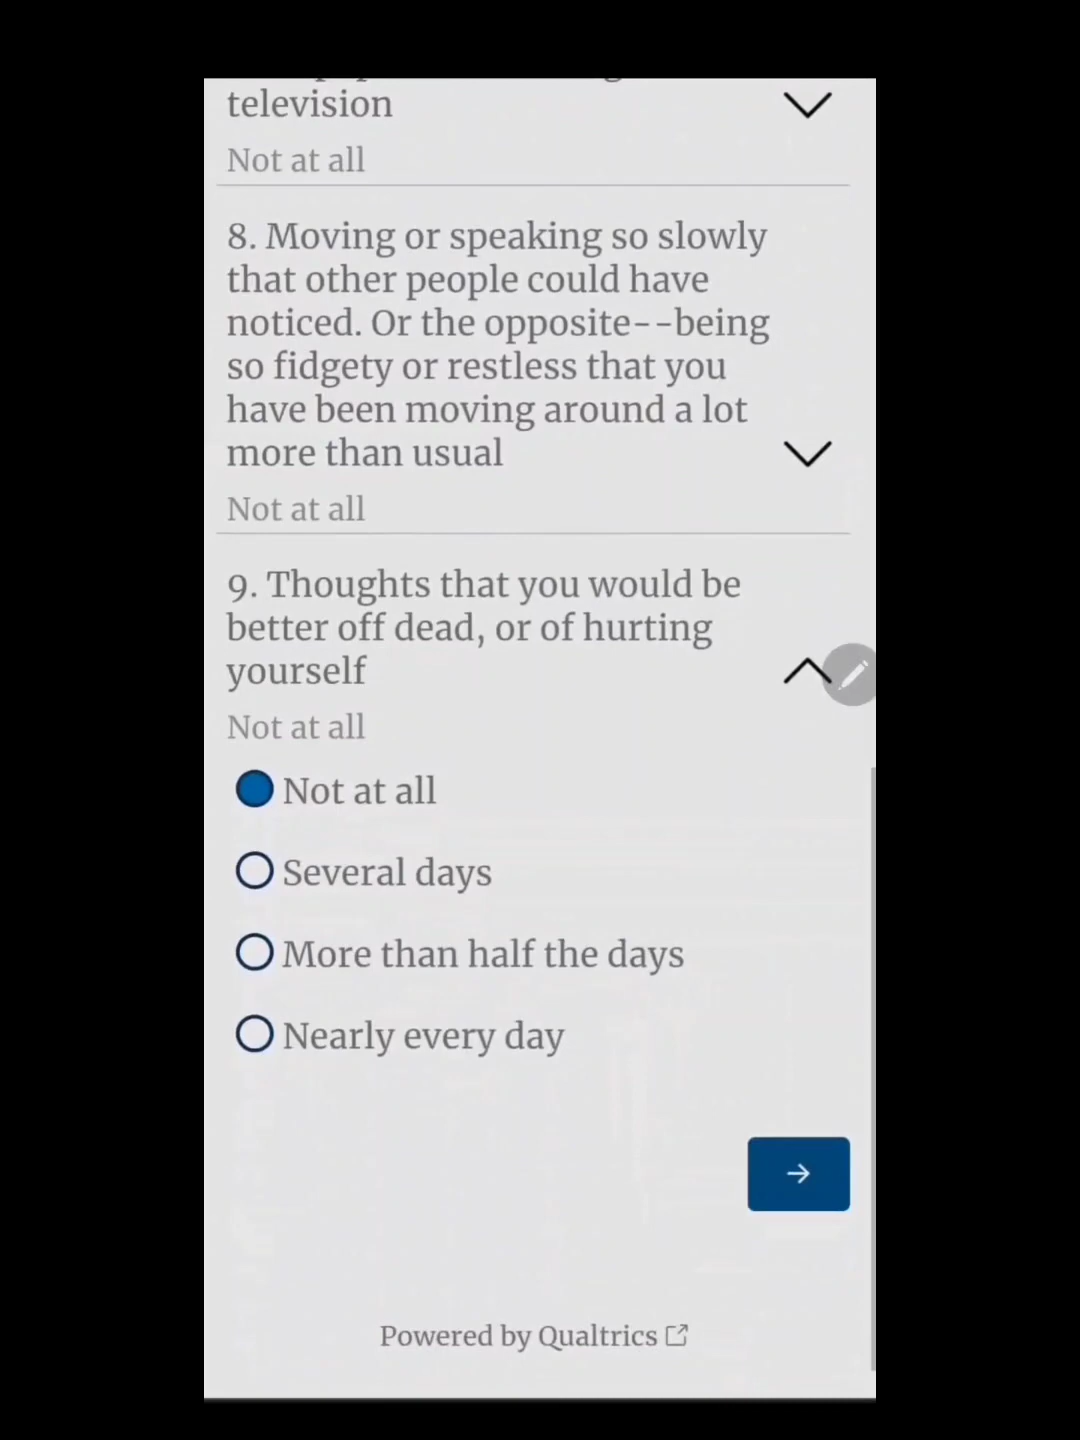 television
Not at all
8. Moving or speaking so slowly
that other people could have
noticed. Or the opposite--being
so fidgety or restless that you
have been moving around a lot
more than usual
Not at all
9. Thoughts that you would be
better off dead, or of hurting
yourself
Not at all
Not at all
Several days
More than half the days
Nearly every day
Powered by Qualtrics